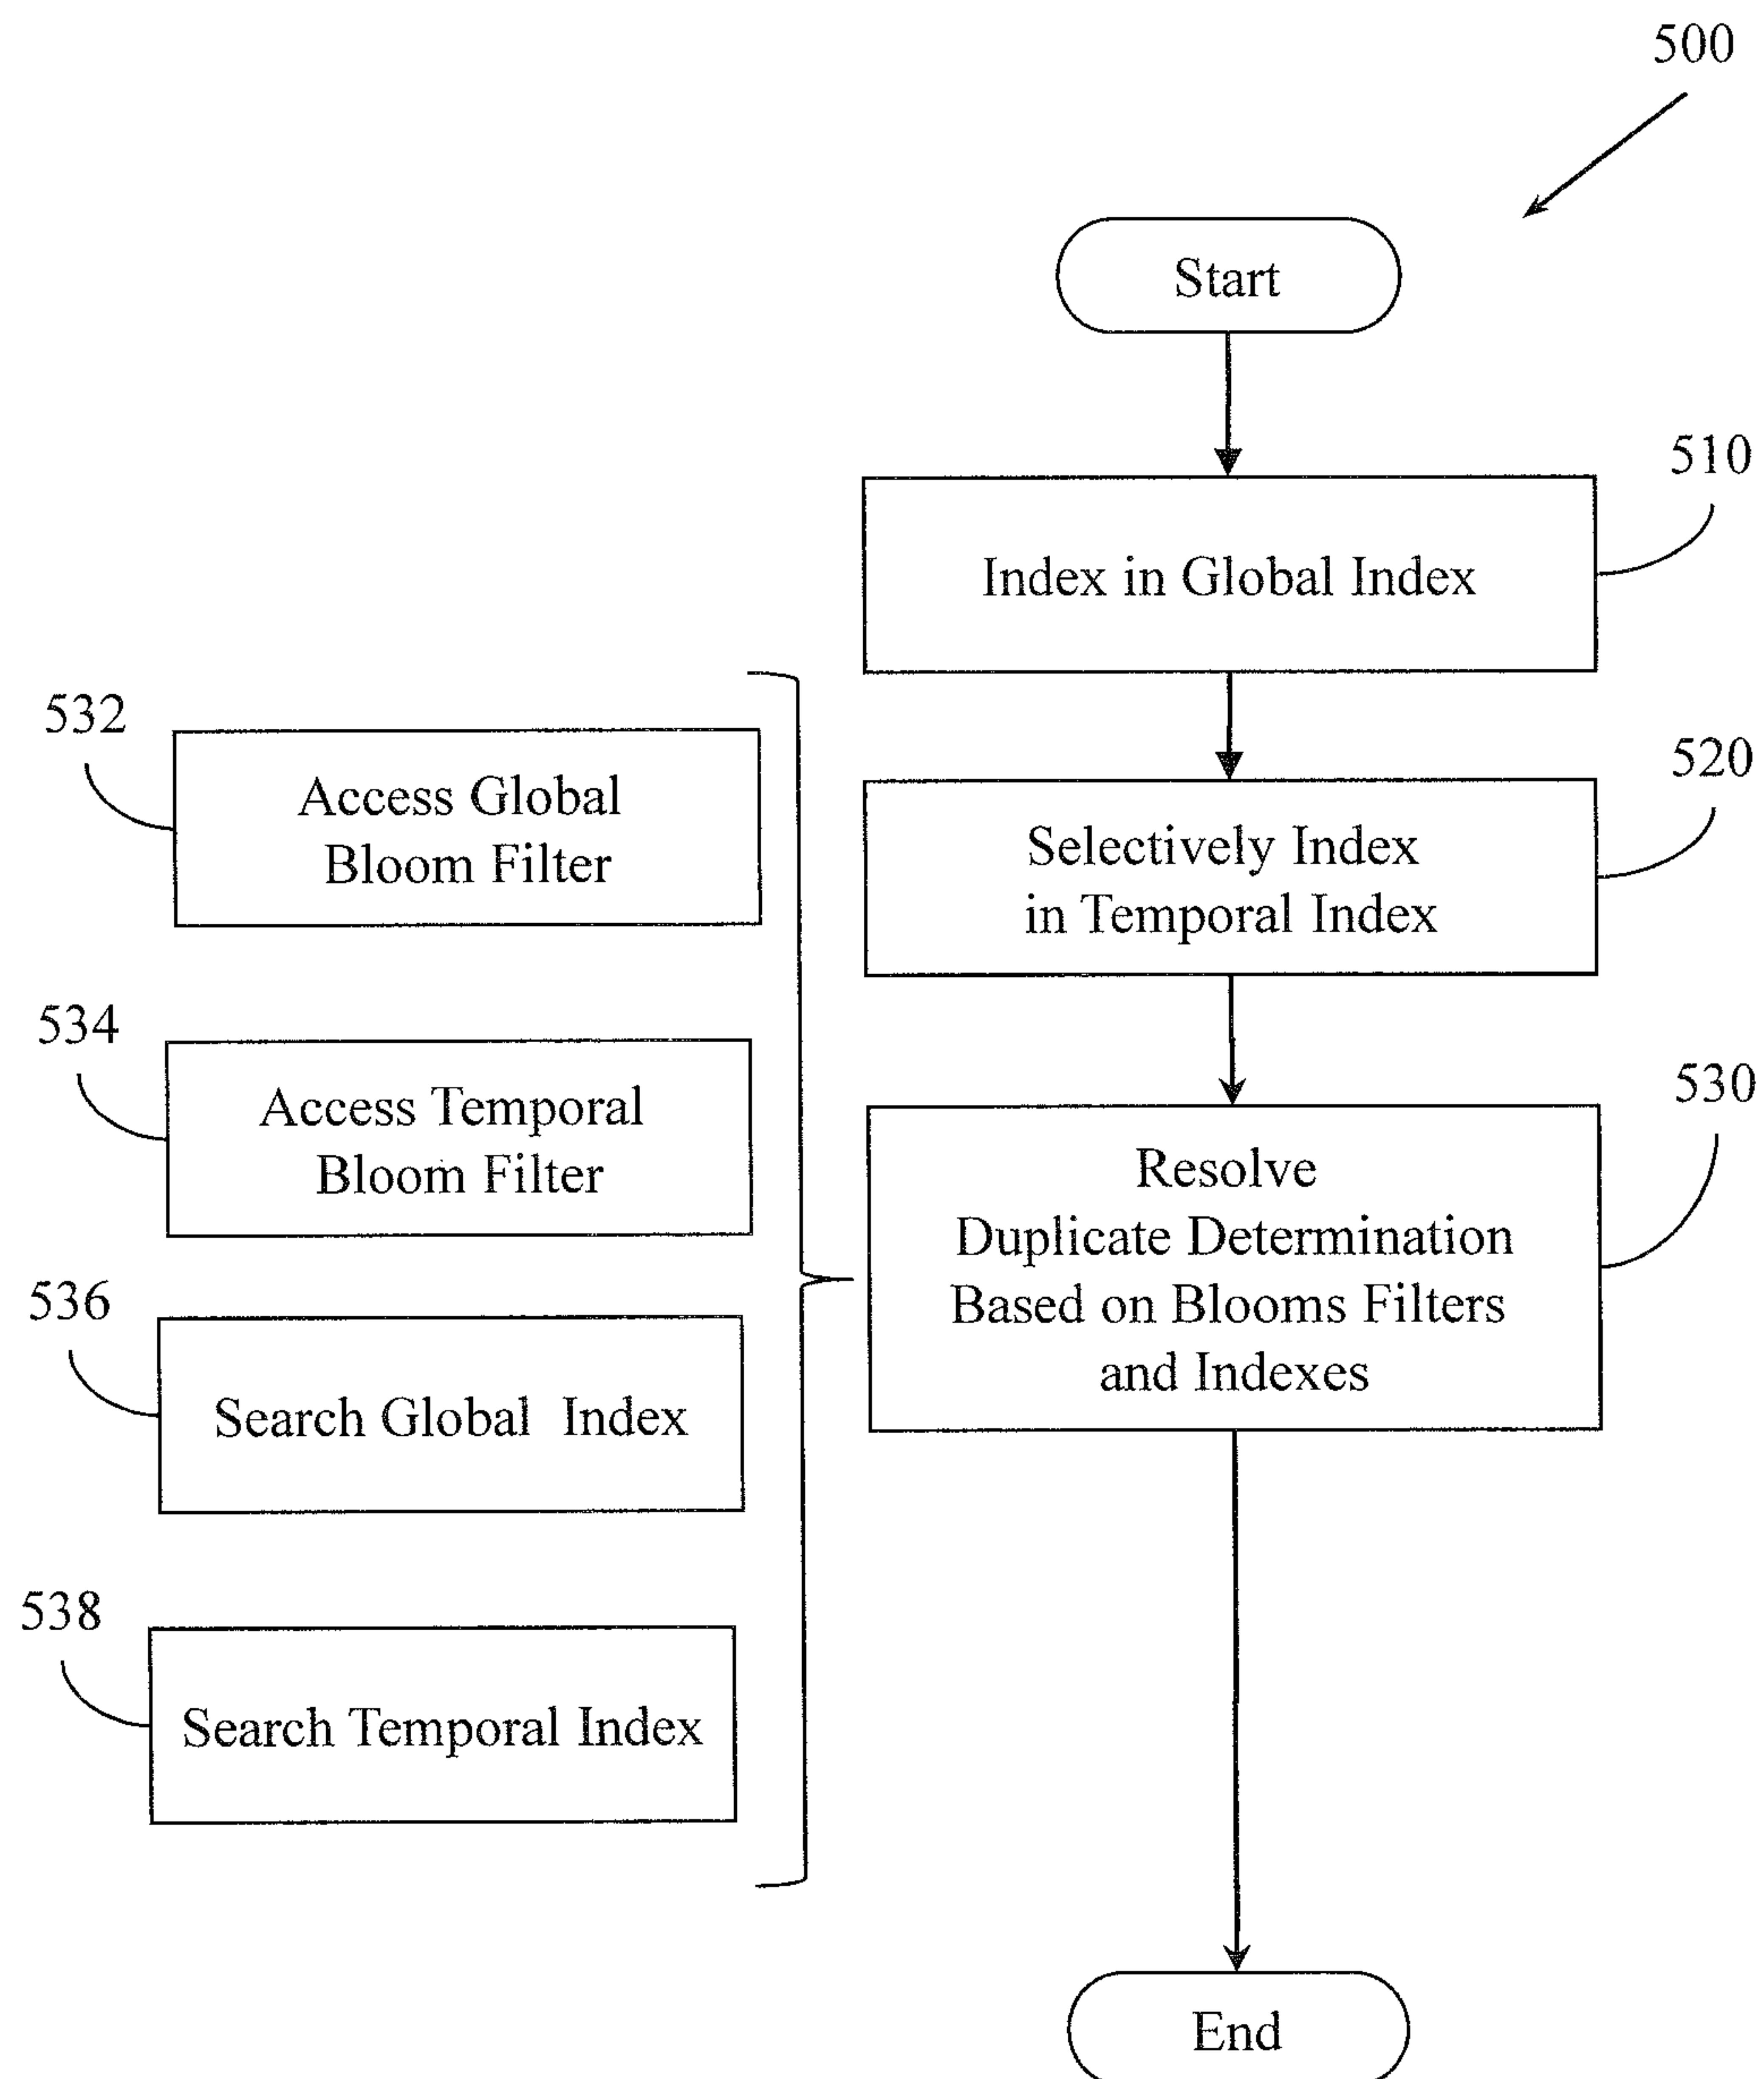 500
Start
510
Index in Global Index
520
Selectively Index
in Temporal Index
530
Resolve
Duplicate Determination
Based on Blooms Filters
and Indexes
532
Access Global
Bloom Filter
534
Access Temporal
Bloom Filter
536
Search Global Index
538
Search Temporal Index
End